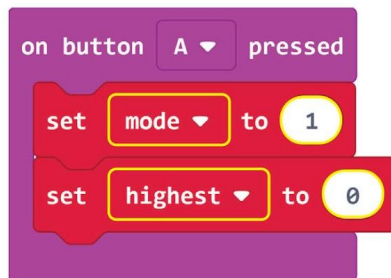 on button A pressed
set mode to 1
set highest to 0